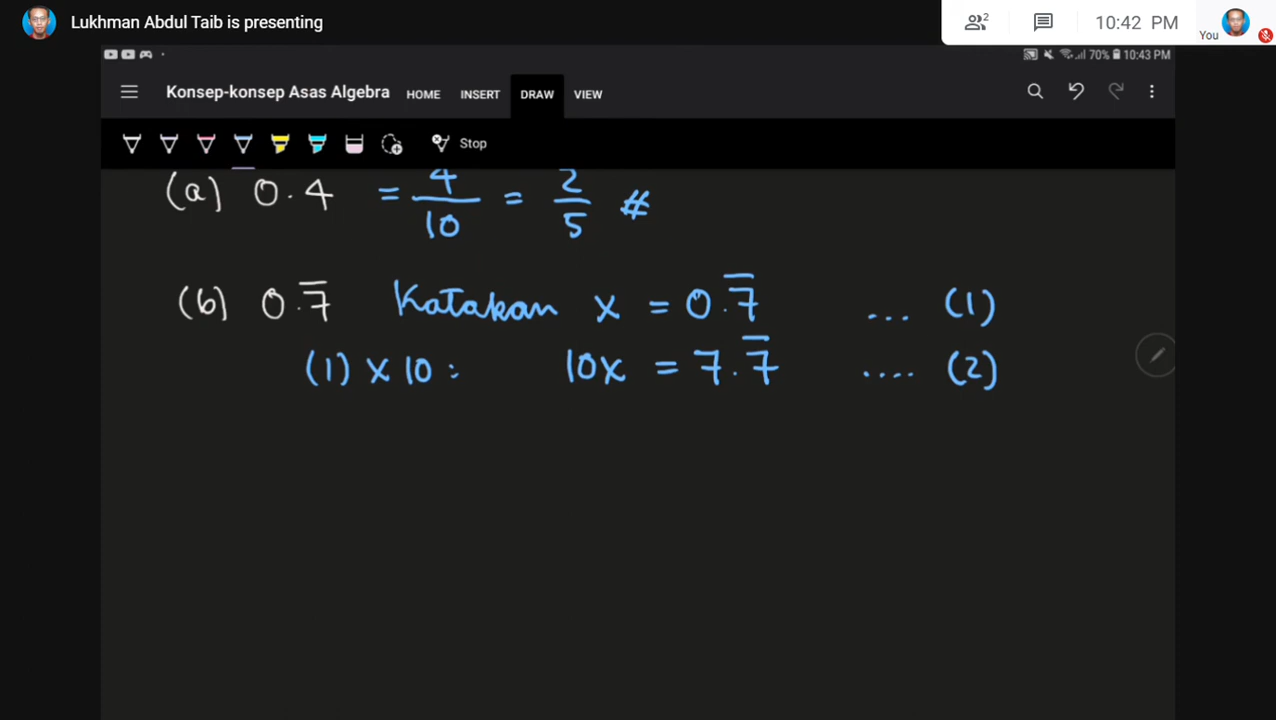 Lukhman Abdul Taib is presenting
2
10:42 PM
You
70% 10:43 PM
Konsep-konsep Asas Algebra HOME INSERT DRAW VIEW
Stop
(a) 0.4 = 4/10 = 2/5 #
(b) 0.7̅ Katakan x = 0.7̅ ... (1)
(1) x 10 : 10x = 7.7̅ .... (2)